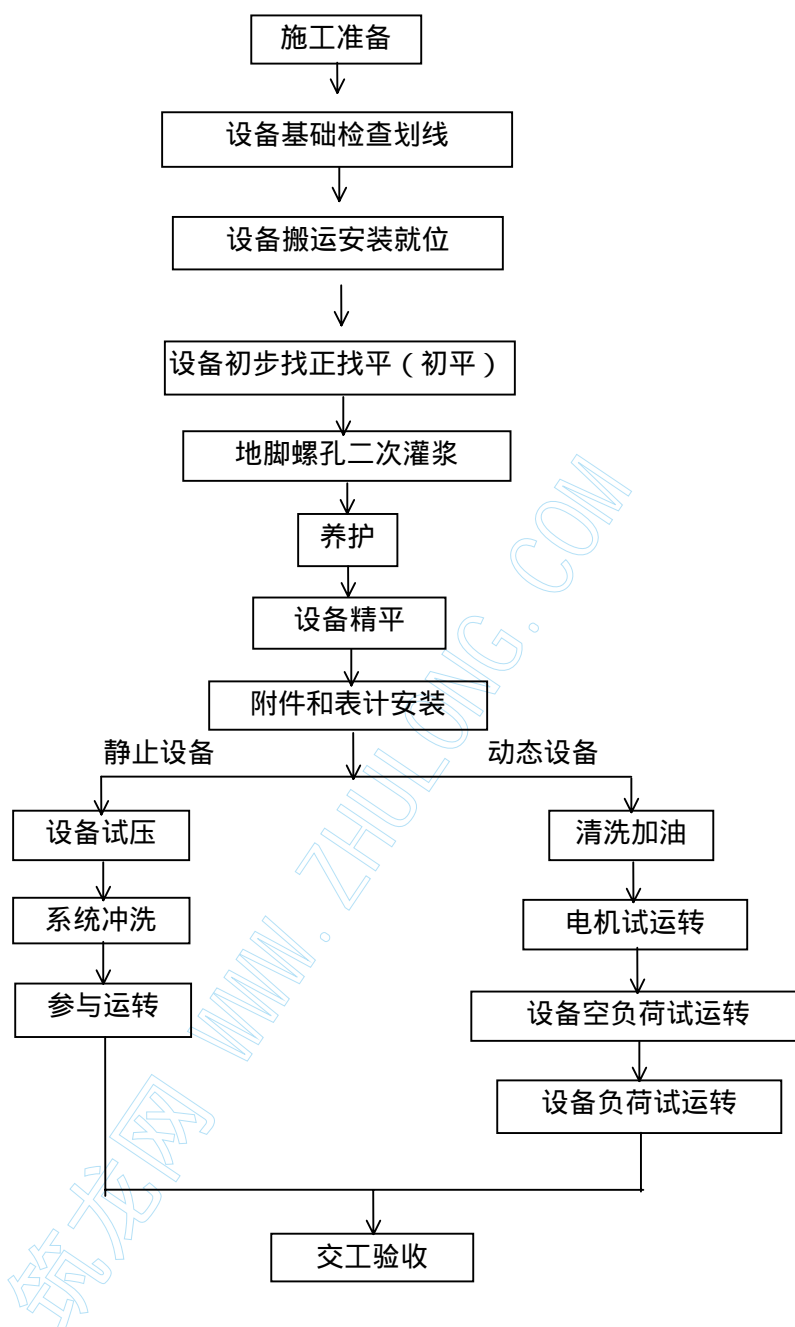 施工准备
设备基础检查划线
设备搬运安装就位
设备初步找正找平（初平）
地脚螺孔二次灌浆
养护
设备精平
附件和表计安装
静止设备
动态设备
设备试压
清洗加油
系统冲洗
电机试运转
参与运转
设备空负荷试运转
设备负荷试运转
交工验收
筑龙网 WWW.ZHULONG.COM